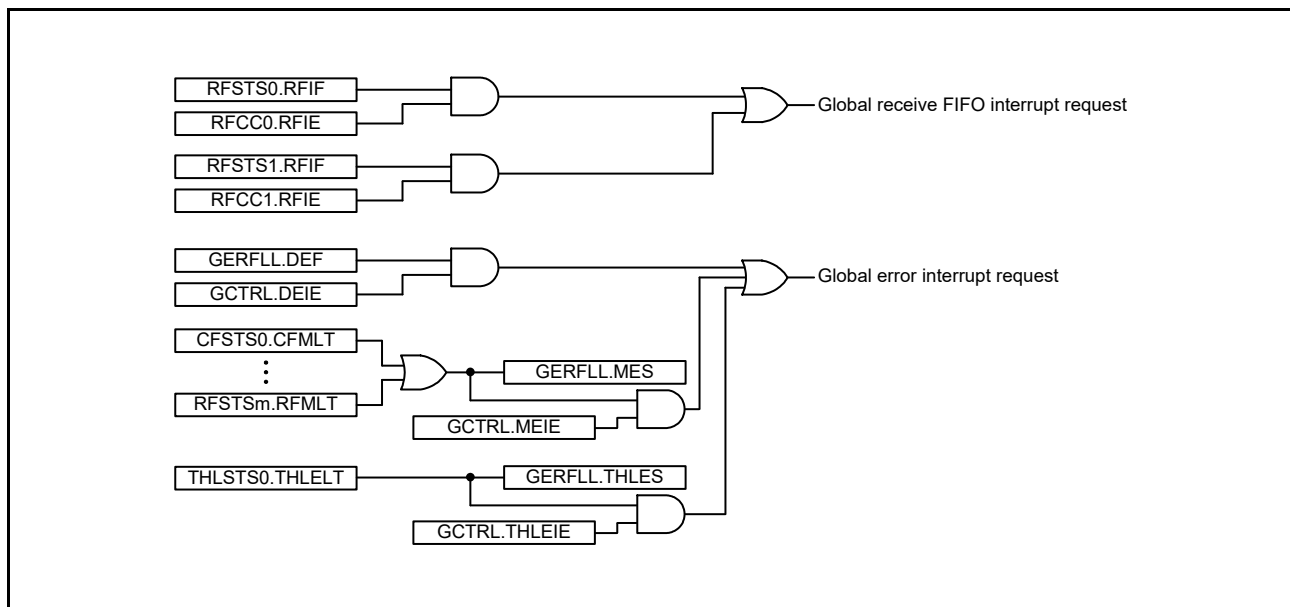 RFSTS0.RFIF
RFCC0.RFIE
Global receive FIFO interrupt request
RFSTS1.RFIF
RFCC1.RFIE
GERFLL.DEF
GCTRL.DEIE
Global error interrupt request
CFSTS0.CFMLT
RFSTSm.RFMLT
GERFLL.MES
GCTRL.MEIE
THLSTS0.THLELT
GERFLL.THLES
GCTRL.THLEIE